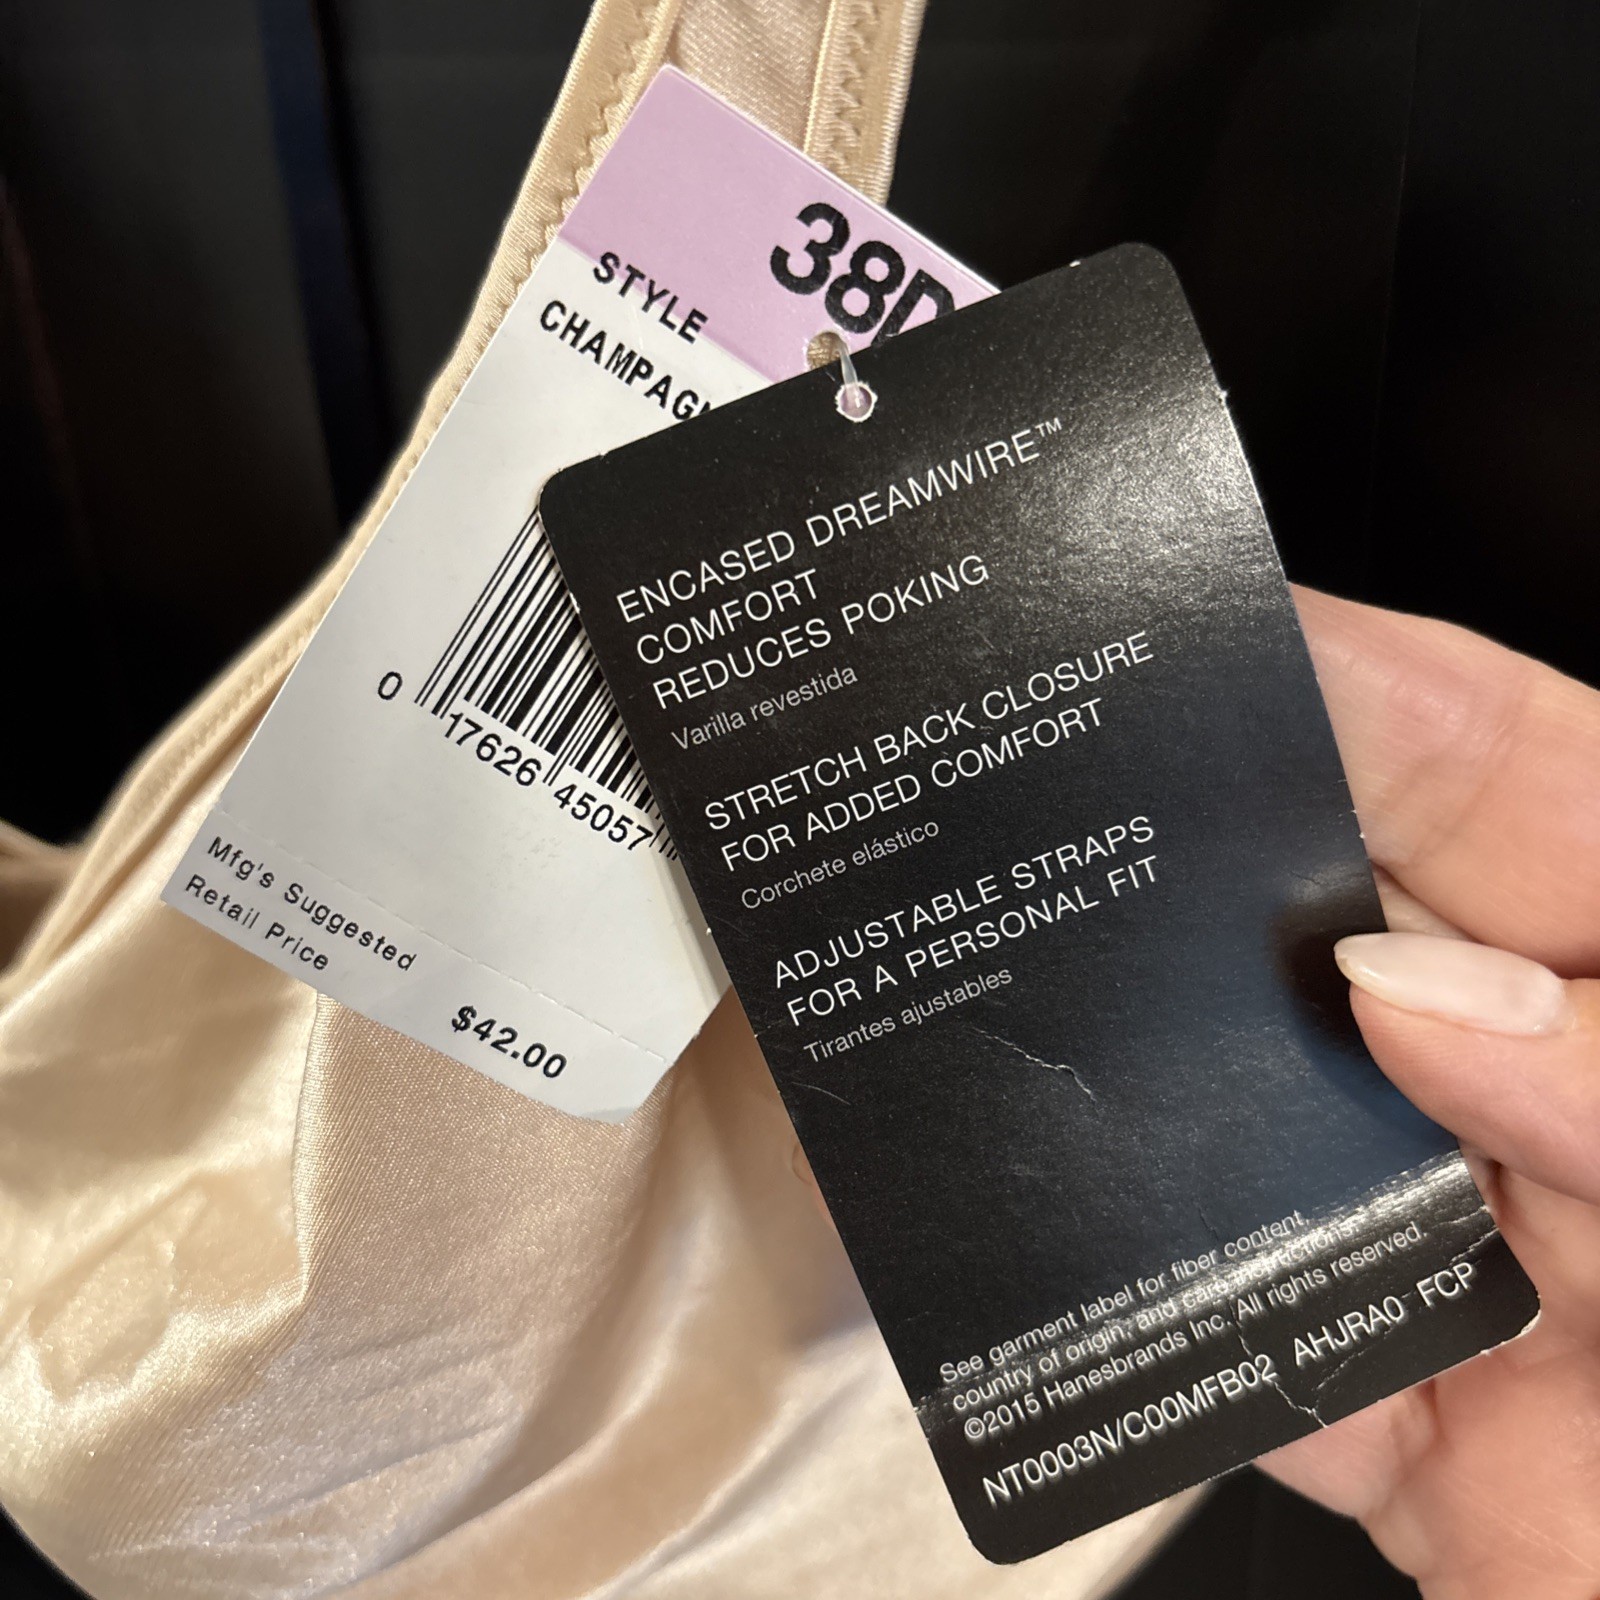 38D
STYLE
CHAMPAG
0 17626 45057
Mfg's Suggested
Retail Price
$42.00
ENCASED DREAMWIRE™
COMFORT
REDUCES POKING
Varilla revestida
STRETCH BACK CLOSURE
FOR ADDED COMFORT
Corchete elástico
ADJUSTABLE STRAPS
FOR A PERSONAL FIT
Tirantes ajustables
See garment label for fiber content,
country of origin, and care instructions.
©2015 Hanesbrands Inc. All rights reserved.
NT0003N/C00MFB02 AHJRA0 FCP